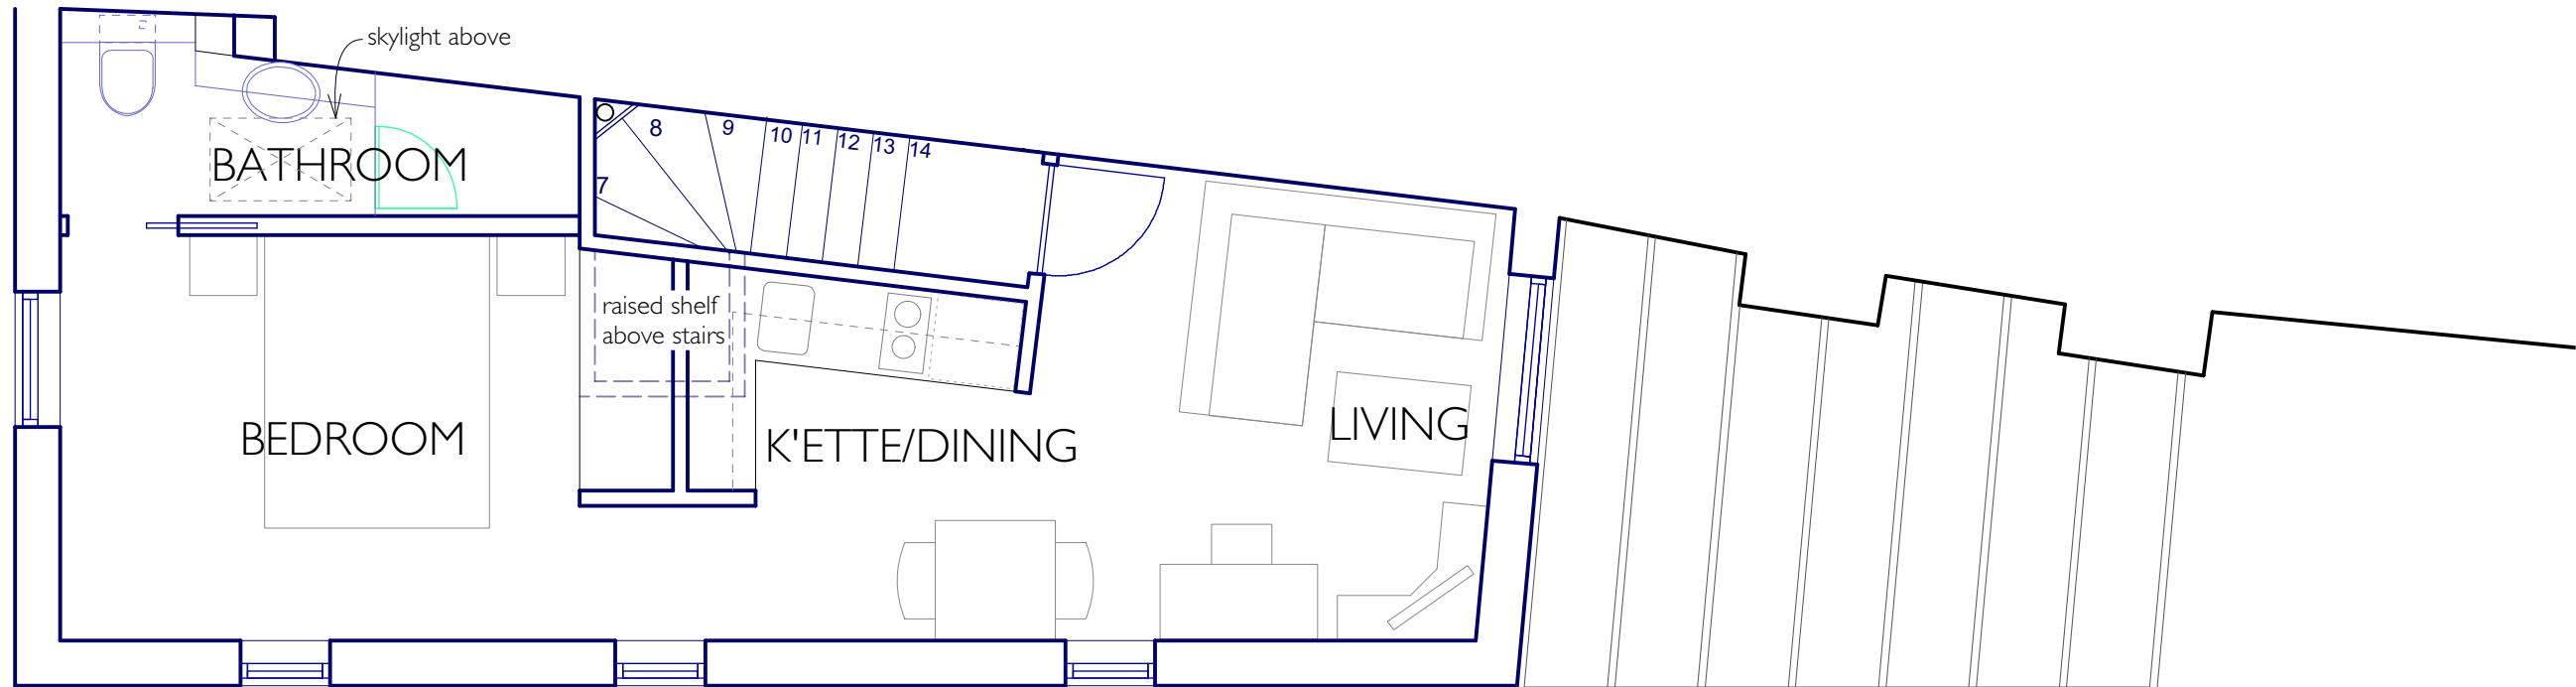 skylight above
8
9
10
11
12
13
14
7
BATHROOM
raised shelf
above stairs
BEDROOM
K'ETTE/DINING
LIVING